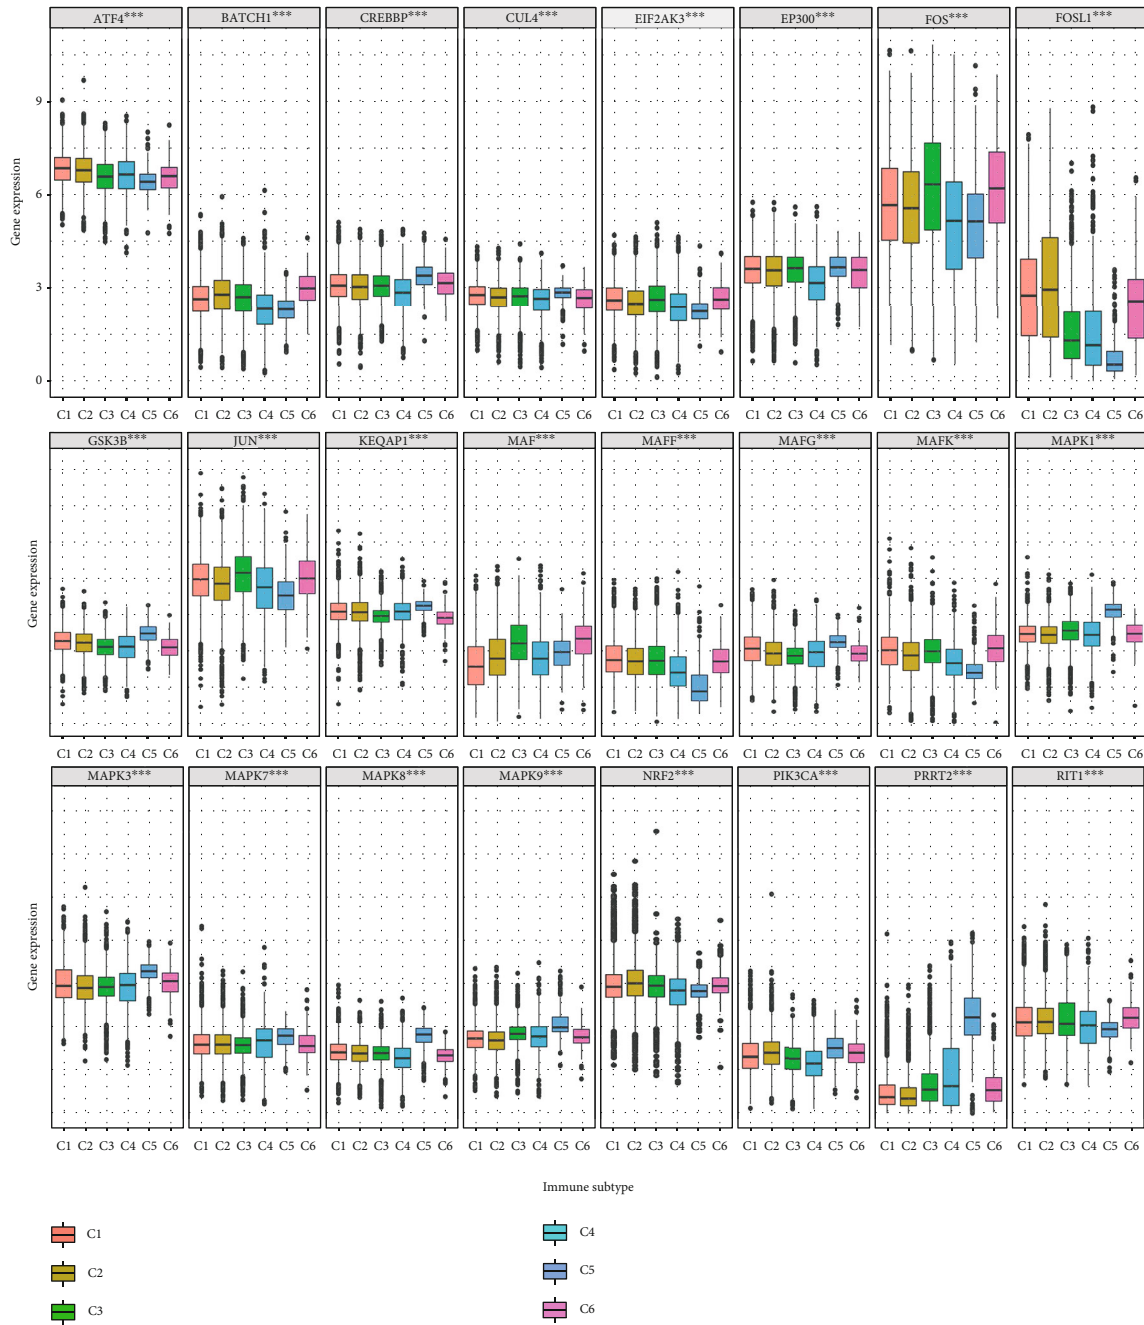 ATF4*** BATCH1*** CREBBP*** CUL4*** EIF2AK3*** EP300*** FOS*** FOSL1***
Gene expression
9
6
3
0
C1 C2 C3 C4 C5 C6 C1 C2 C3 C4 C5 C6 C1 C2 C3 C4 C5 C6 C1 C2 C3 C4 C5 C6 C1 C2 C3 C4 C5 C6 C1 C2 C3 C4 C5 C6 C1 C2 C3 C4 C5 C6 C1 C2 C3 C4 C5 C6
GSK3B*** JUN*** KEQAP1*** MAF*** MAFF*** MAFG*** MAFK*** MAPK1***
Gene expression
C1 C2 C3 C4 C5 C6 C1 C2 C3 C4 C5 C6 C1 C2 C3 C4 C5 C6 C1 C2 C3 C4 C5 C6 C1 C2 C3 C4 C5 C6 C1 C2 C3 C4 C5 C6 C1 C2 C3 C4 C5 C6 C1 C2 C3 C4 C5 C6
MAPK3*** MAPK7*** MAPK8*** MAPK9*** NRF2*** PIK3CA*** PRRT2*** RIT1***
Gene expression
C1 C2 C3 C4 C5 C6 C1 C2 C3 C4 C5 C6 C1 C2 C3 C4 C5 C6 C1 C2 C3 C4 C5 C6 C1 C2 C3 C4 C5 C6 C1 C2 C3 C4 C5 C6 C1 C2 C3 C4 C5 C6 C1 C2 C3 C4 C5 C6
Immune subtype
C1
C2
C3
C4
C5
C6